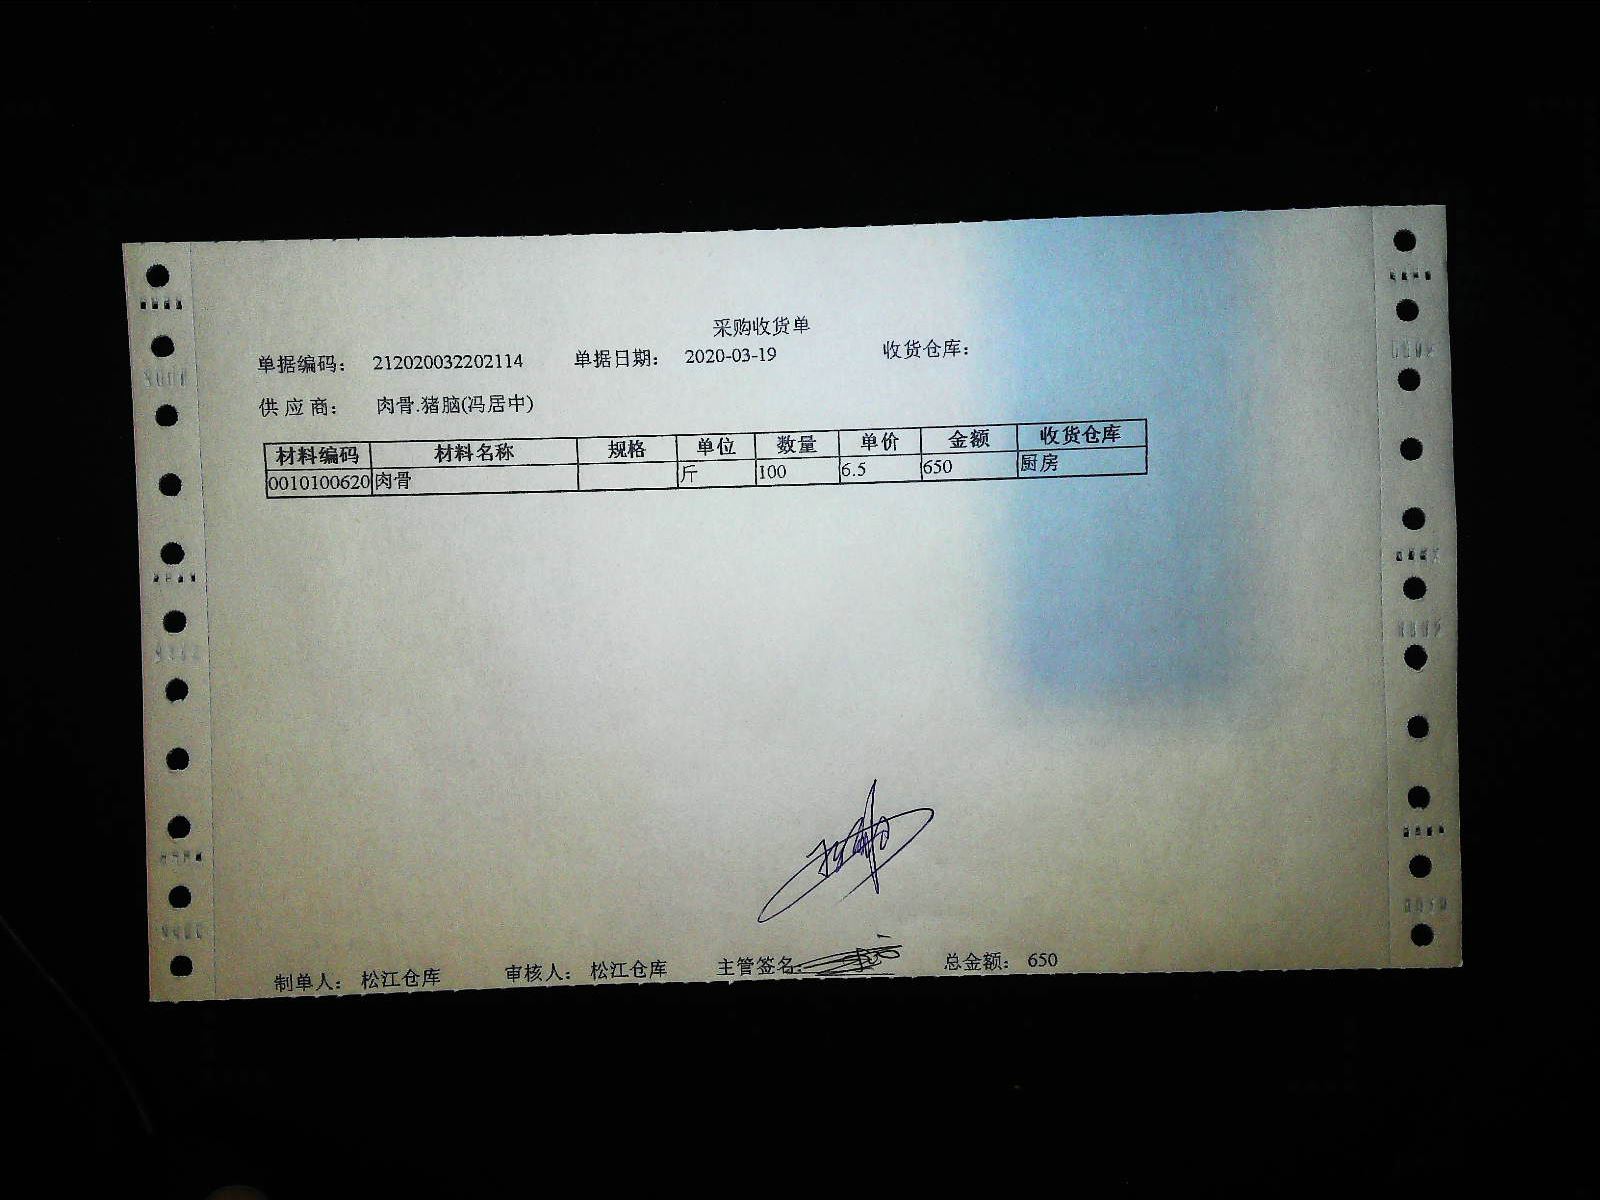 采购收货单
单据编码： 212020032202114 单据日期： 2020-03-19 收货仓库：
供 应 商： 肉骨.猪脑(冯居中)
材料编码 材料名称 规格 单位 数量 单价 金额 收货仓库
0010100620 肉骨 斤 100 6.5 650 厨房
制单人： 松江仓库 审核人： 松江仓库 主管签名： 总金额： 650